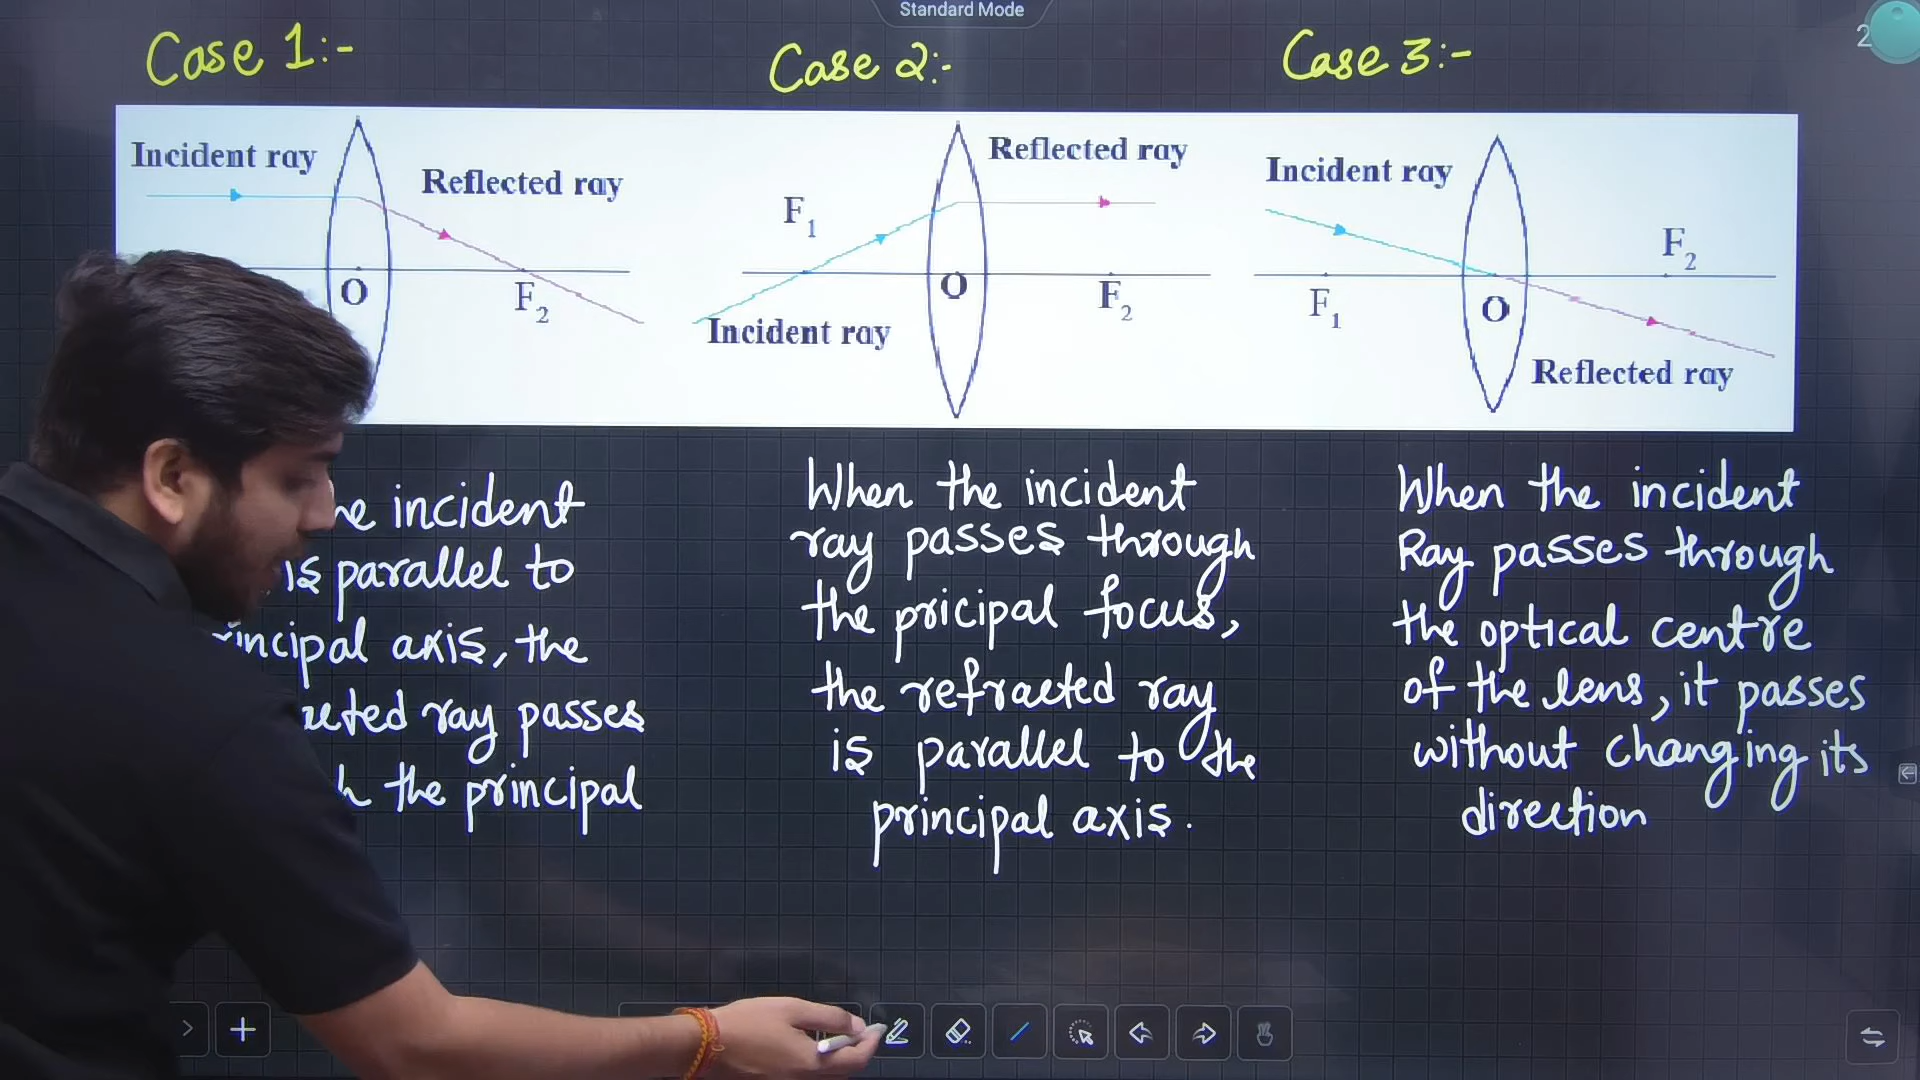 Standard Mode
2
Case 1:-
Case 2:-
Case 3:-
Incident ray
Reflected ray
O
F2
Reflected ray
F1
O
F2
Incident ray
Incident ray
F2
F1
O
Reflected ray
incident
is parallel to
axis, the
ray passes
the principal
When the incident
ray passes through
the pricipal focus,
the refracted ray
is parallel to the
principal axis.
When the incident
Ray passes through
the optical centre
of the lens, it passes
without changing its
direction